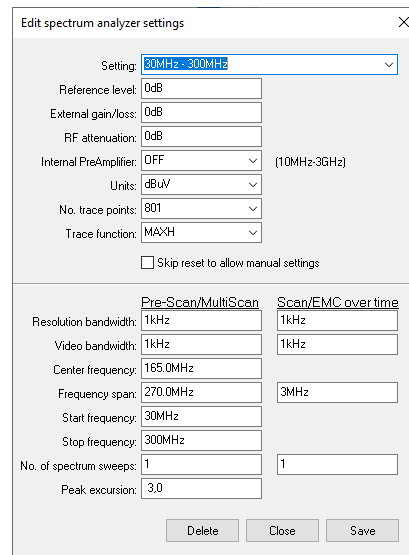 Edit spectrum analyzer settings
Setting: 30MHz - 300MHz
Reference level: 0dB
External gain/loss: 0dB
RF attenuation: 0dB
Internal PreAmplifier: OFF (10MHz-3GHz)
Units: dBuV
No. trace points: 801
Trace function: MAXH
Skip reset to allow manual settings
Pre-Scan/MultiScan Scan/EMC over time
Resolution bandwidth: 1kHz 1kHz
Video bandwidth: 1kHz 1kHz
Center frequency: 165.0MHz
Frequency span: 270.0MHz 3MHz
Start frequency: 30MHz
Stop frequency: 300MHz
No. of spectrum sweeps: 1 1
Peak excursion: 3,0
Delete Close Save